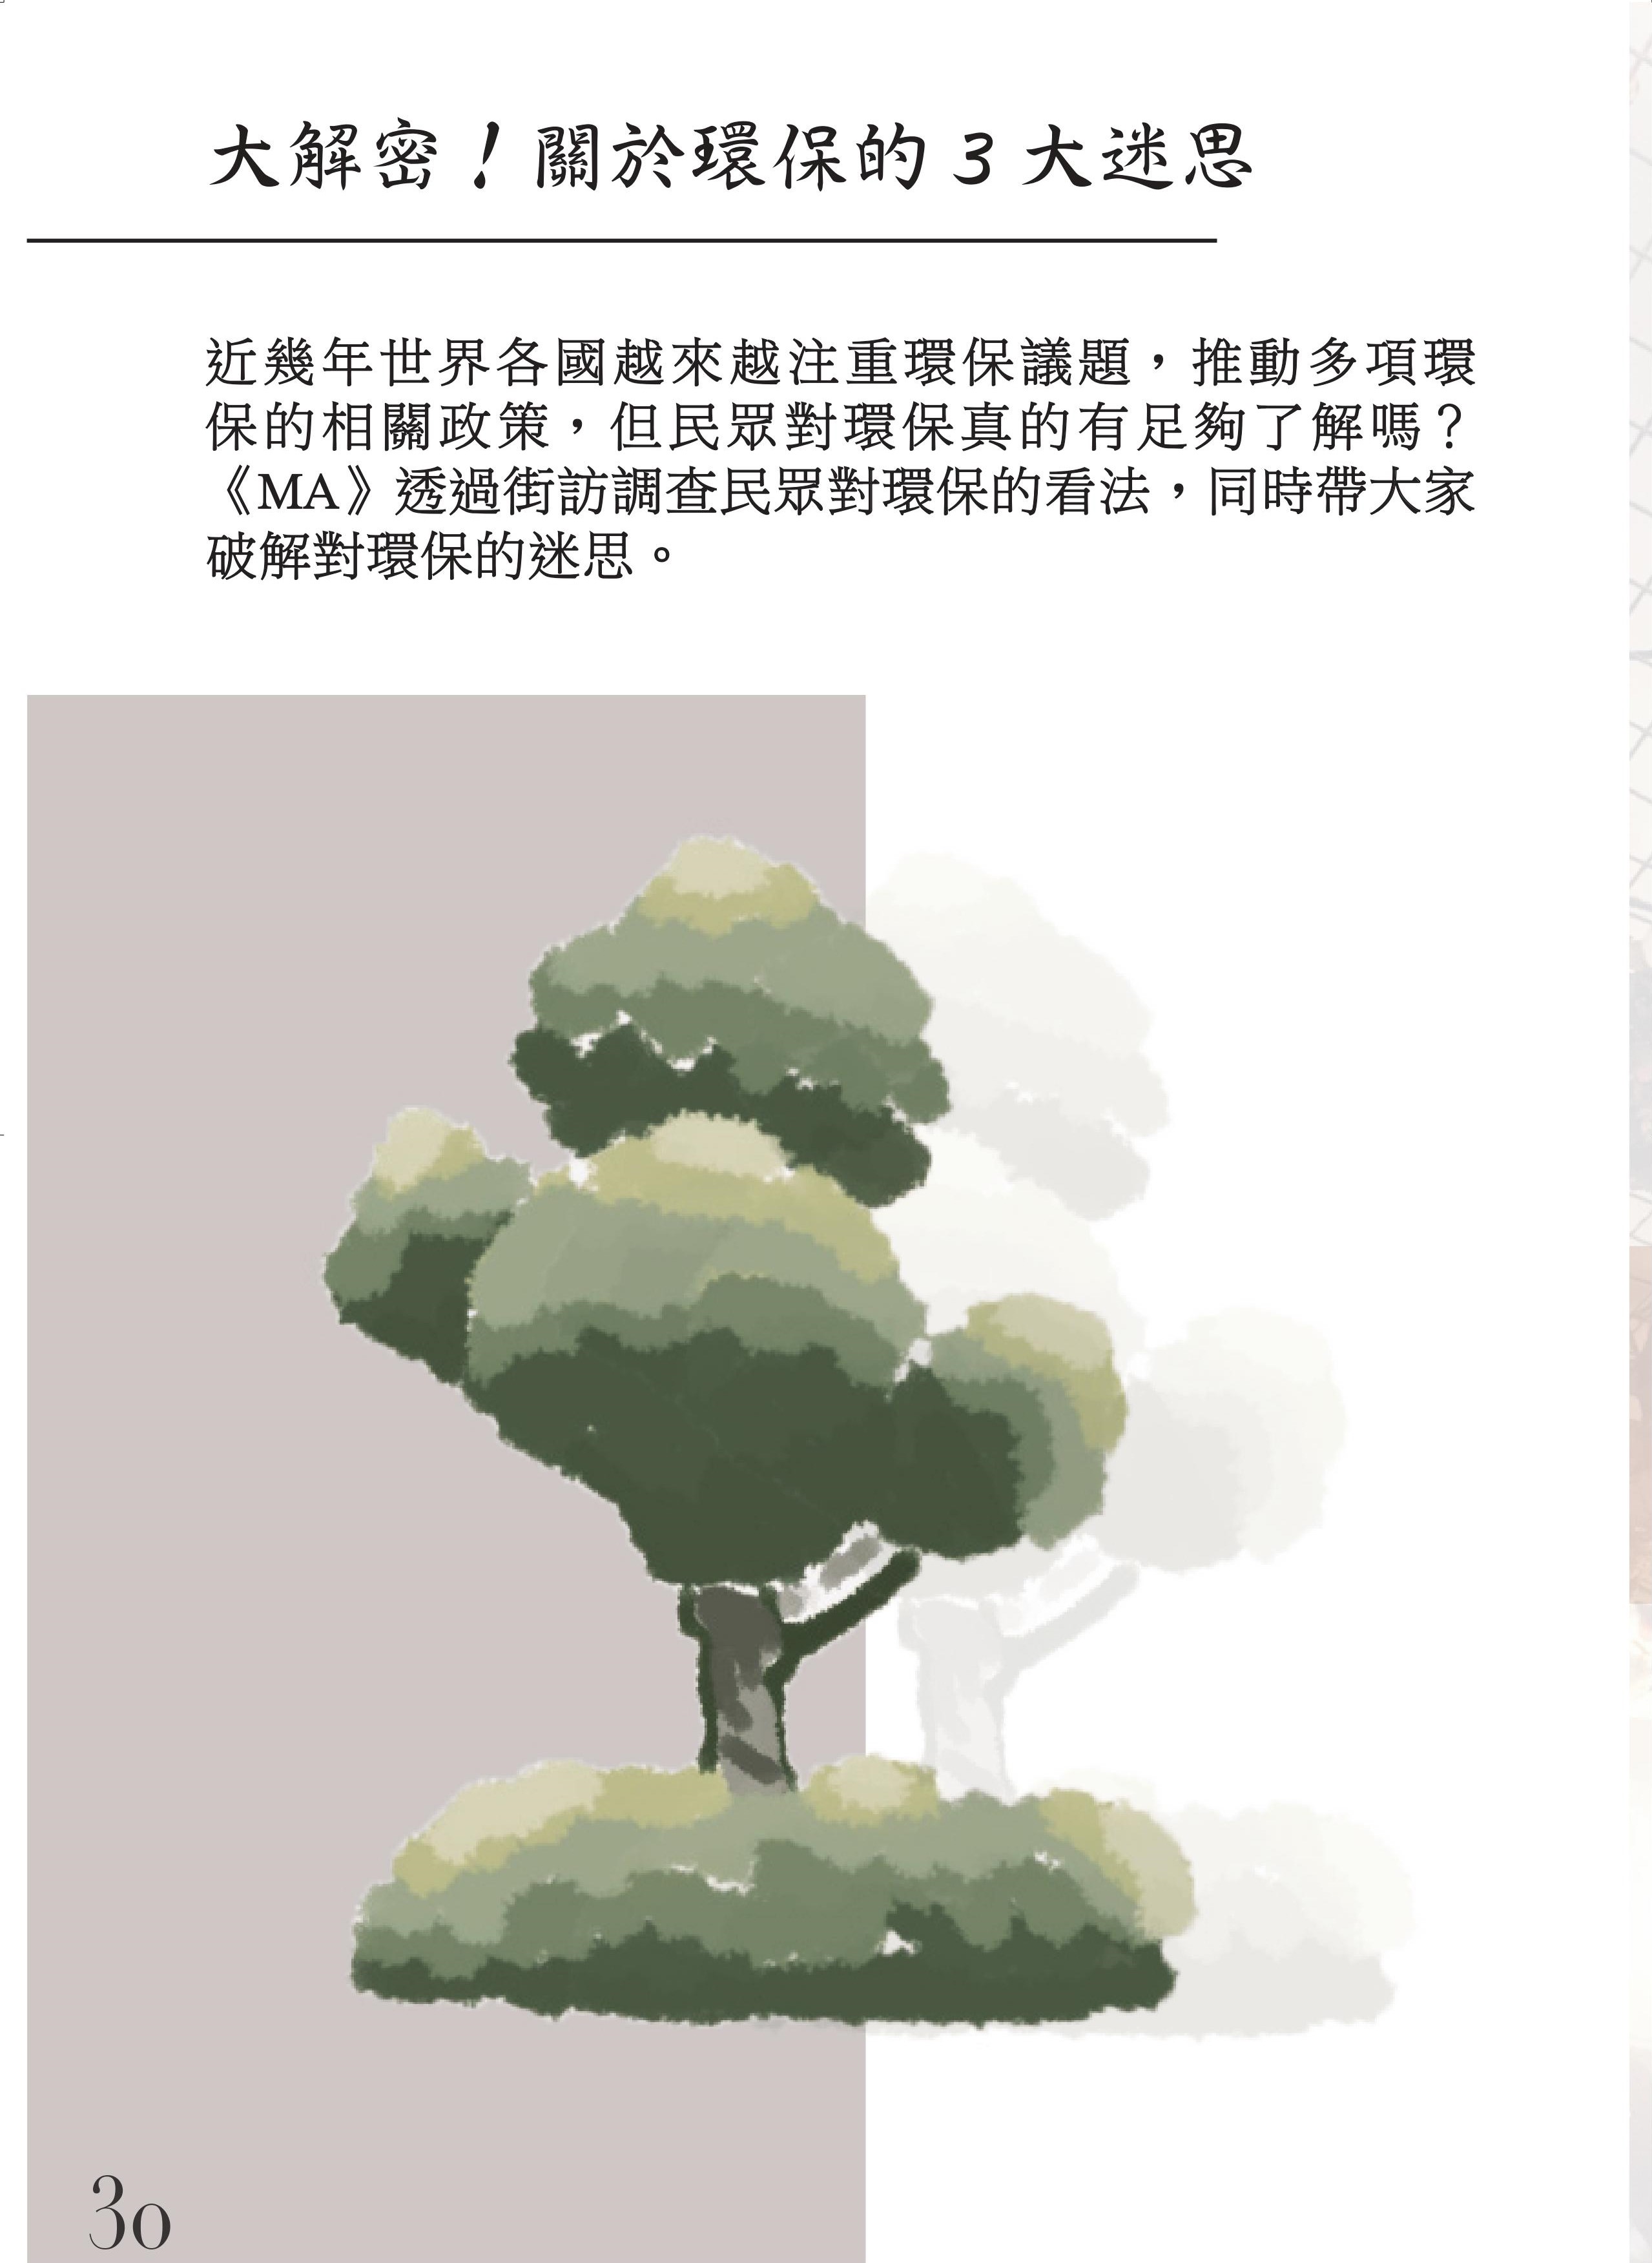 大解密！關於環保的3大迷思
近幾年世界各國越來越注重環保議題，推動多項環
保的相關政策，但民眾對環保真的有足夠了解嗎？
《MA》透過街訪調查民眾對環保的看法，同時帶大家
破解對環保的迷思。
30